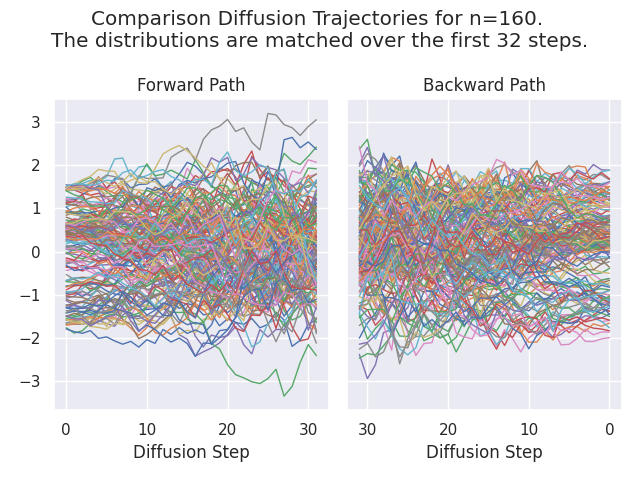 Comparison Diffusion Trajectories for n=160.
The distributions are matched over the first 32 steps.
Forward Path
Backward Path
3
2
1
0
−1
−2
−3
0 10 20 30
30 20 10 0
Diffusion Step
Diffusion Step